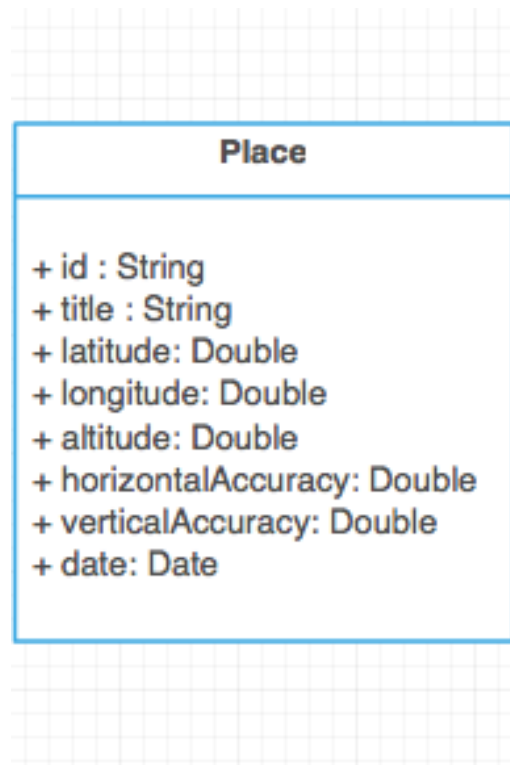 Place
+ id : String
+ title : String
+ latitude: Double
+ longitude: Double
+ altitude: Double
+ horizontalAccuracy: Double
+ verticalAccuracy: Double
+ date: Date